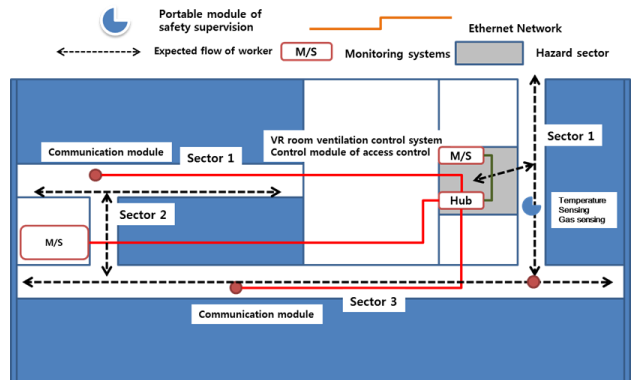 Portable module of
safety supervision
Ethernet Network
Expected flow of worker
M/S
Monitoring systems
Hazard sector
Communication module
Sector 1
VR room ventilation control system
Control module of access control
M/S
Sector 1
Hub
Temperature
Sensing
Gas sensing
Sector 2
M/S
Sector 3
Communication module